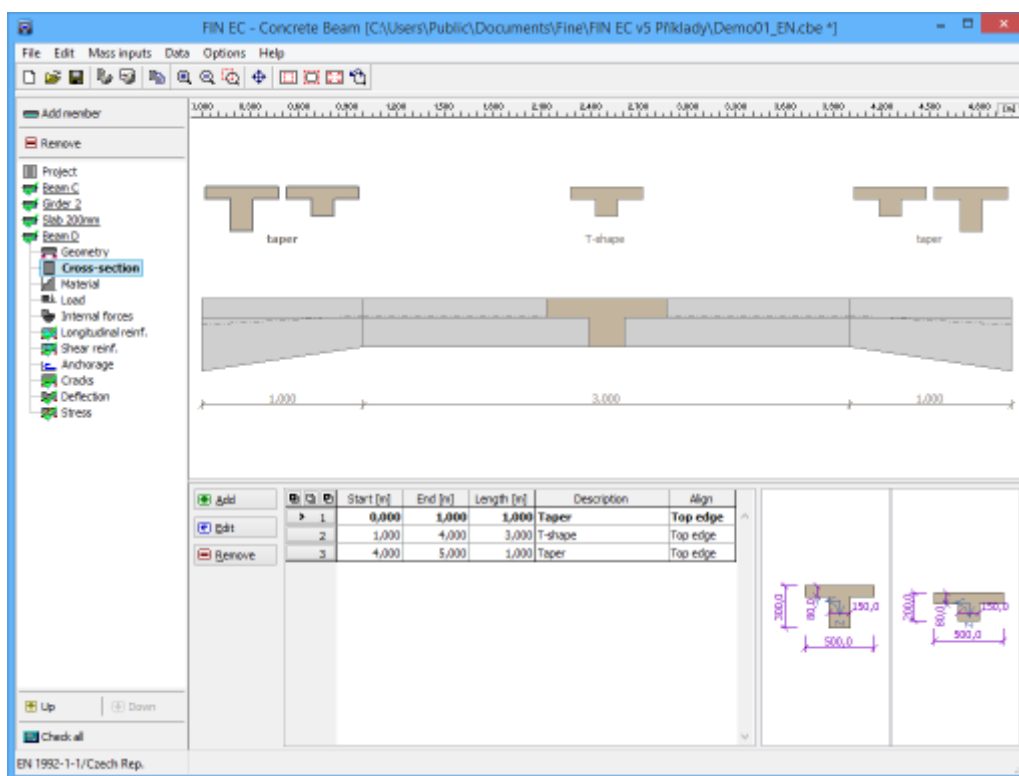 FIN EC - Concrete Beam [C:\Users\Public\Documents\Fine\FIN EC v5 Příklady\Demo01_EN.cbe *]
File Edit Mass inputs Data Options Help
Add member
Remove
Project
Beam C
Girder 2
Slab 200mm
Beam D
Geometry
Cross-section
Material
Load
Internal forces
Longitudinal reinf.
Shear reinf.
Anchorage
Cracks
Deflection
Stress
Up
Down
Check all
EN 1992-1-1/Czech Rep.
[m]
taper T-shape taper
1,000 3,000 1,000
Add
Edit
Remove
Start [m] End [m] Length [m] Description Align
1 0,000 1,000 1,000 Taper Top edge
2 1,000 4,000 3,000 T-shape Top edge
3 4,000 5,000 1,000 Taper Top edge
300,0 80,0 150,0
500,0
200,0 80,0 150,0
500,0